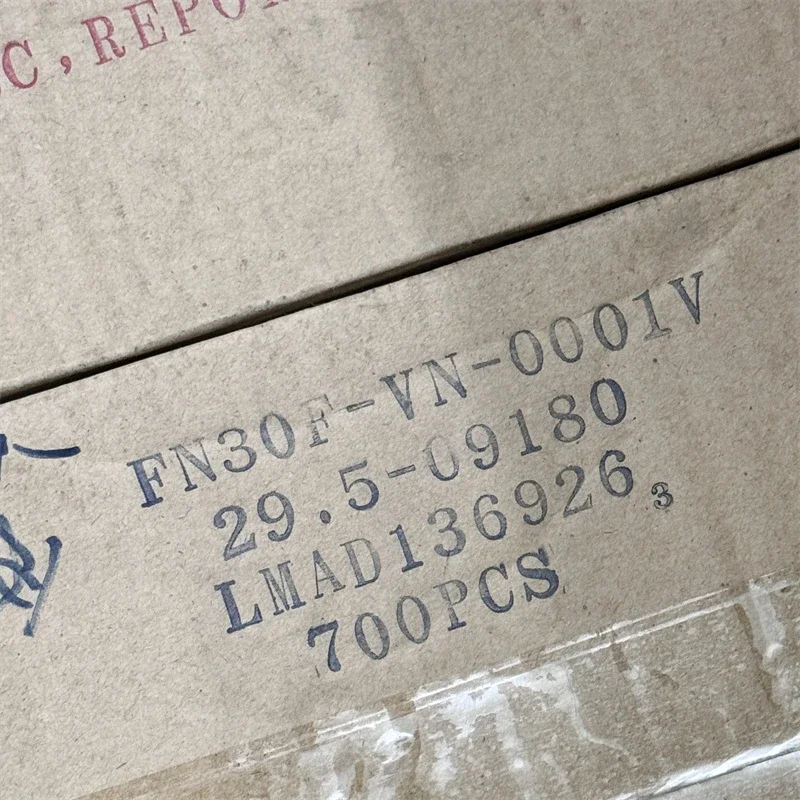 C, REPO
FN30F-VN-0001V
29.5-09180
LMAD136926 3
700PCS